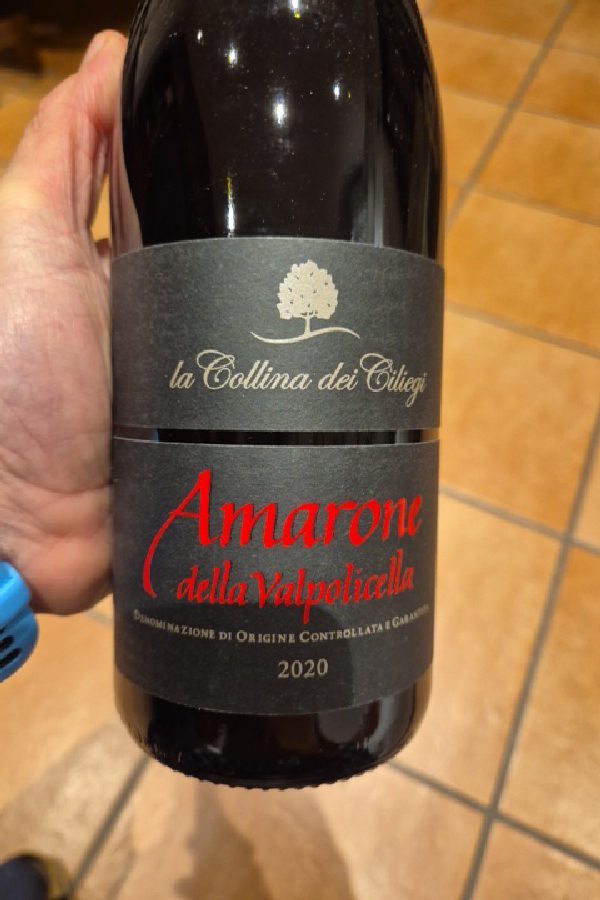 la Collina dei Ciliegi
Amarone
della Valpolicella
DENOMINAZIONE DI ORIGINE CONTROLLATA E GARANTITA
2020